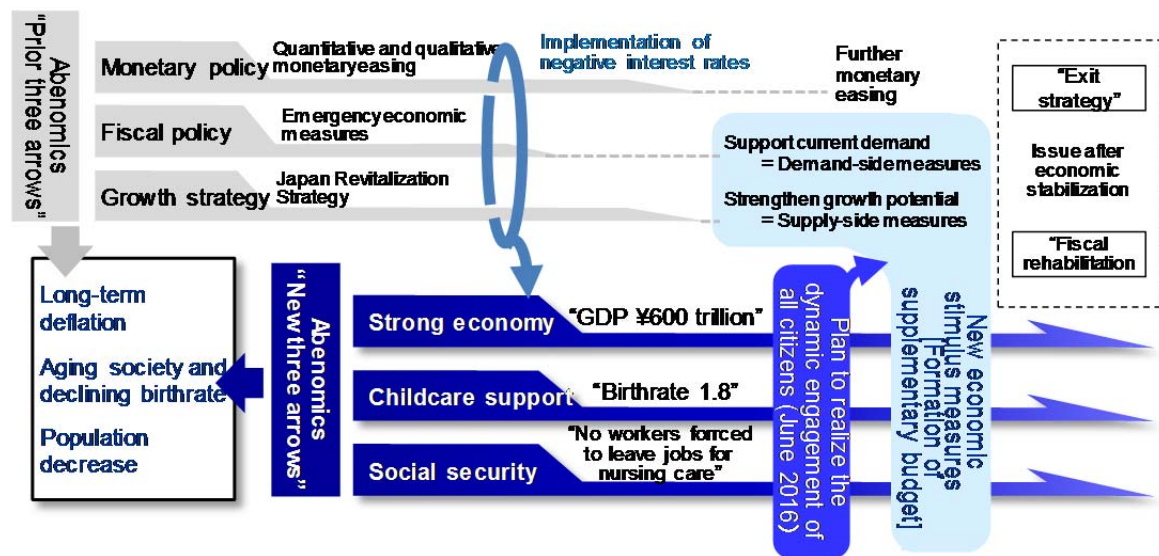 Abenomics
"Prior three arrows"
Monetary policy
Quantitative and qualitative
monetaryeasing
Implementation of
negative interest rates
Further
monetary
easing
Fiscal policy
Emergency economic
measures
Growth strategy
Japan Revitalization
Strategy
Support current demand
= Demand-side measures
Strengthen growth potential
= Supply-side measures
"Exit
strategy"
Issue after
economic
stabilization
"Fiscal
rehabilitation
Long-term
deflation
Aging society and
declining birthrate
Population
decrease
Abenomics
"New three arrows"
Strong economy
"GDP ¥600 trillion"
Childcare support
"Birthrate 1.8"
Social security
"No workers forrced
to leave jobs for
nursing care"
Plan to realize the
dynamic engagement of
all citizens (June 2016)
New economic
stimulus measures
[Formation of
supplementary budget]